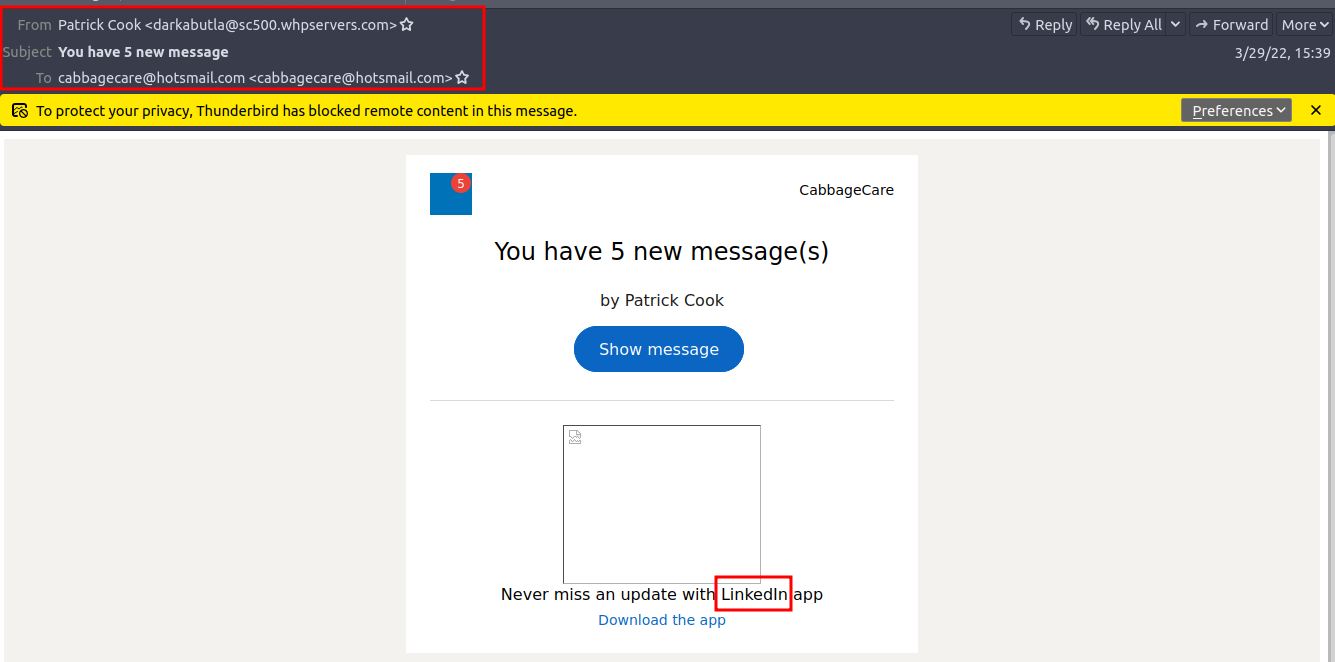 From Patrick Cook <darkabutla@sc500.whpservers.com>
Reply Reply All Forward More
Subject You have 5 new message
3/29/22, 15:39
To cabbagecare@hotsmail.com <cabbagecare@hotsmail.com>
To protect your privacy, Thunderbird has blocked remote content in this message.
Preferences
5
CabbageCare
You have 5 new message(s)
by Patrick Cook
Show message
Never miss an update with LinkedIn app
Download the app